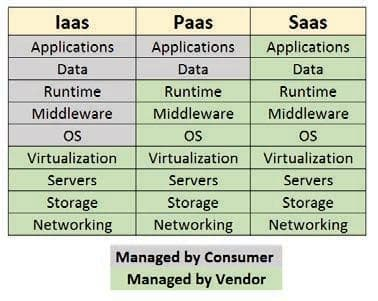 Iaas Paas Saas
Applications Applications Applications
Data Data Data
Runtime Runtime Runtime
Middleware Middleware Middleware
OS OS OS
Virtualization Virtualization Virtualization
Servers Servers Servers
Storage Storage Storage
Networking Networking Networking
Managed by Consumer
Managed by Vendor